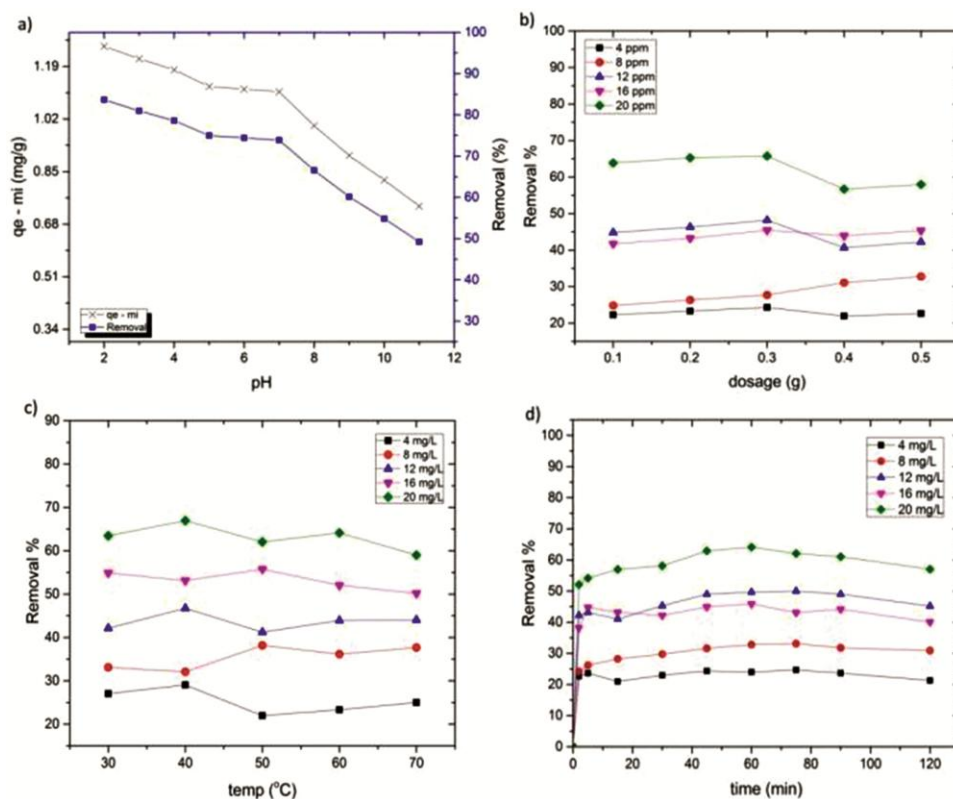 a)
1.19
1.02
0.85
0.68
0.51
0.34
qe - mi (mg/g)
100
90
80
70
60
50
40
30
Removal (%)
qe - mi
Removal
2 4 6 8 10 12
pH
b)
100
90
80
70
60
50
40
30
20
Removal %
4 ppm
8 ppm
12 ppm
16 ppm
20 ppm
0.1 0.2 0.3 0.4 0.5
dosage (g)
c)
90
80
70
60
50
40
30
20
Removal %
4 mg/L
8 mg/L
12 mg/L
16 mg/L
20 mg/L
30 40 50 60 70
temp (°C)
d)
100
90
80
70
60
50
40
30
20
10
0
Removal %
4 mg/L
8 mg/L
12 mg/L
16 mg/L
20 mg/L
0 20 40 60 80 100 120
time (min)